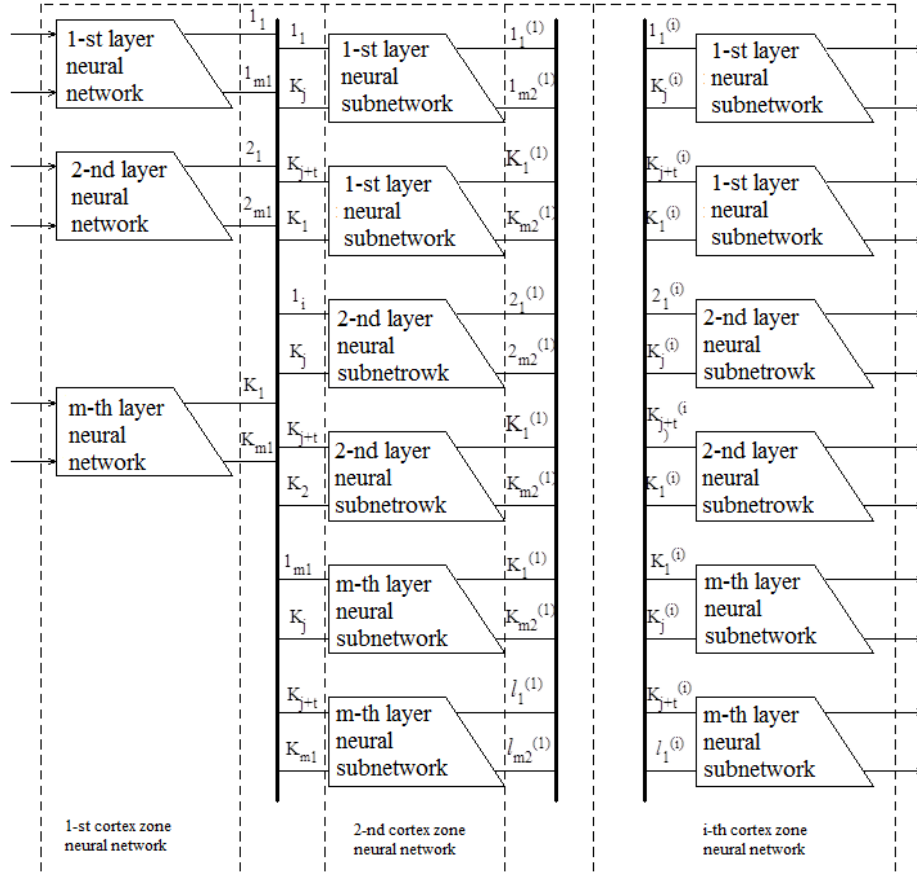 1₁
1-st layer
neural
network
1ₘ₁
2₁
2-nd layer
neural
network
2ₘ₁
K₁
m-th layer
neural
network
Kₘ₁
1-st cortex zone
neural network
1₁
1-st layer
neural
subnetwork
Kⱼ
1₁⁽¹⁾
1ₘ₂⁽¹⁾
Kⱼ₊ₜ
1-st layer
neural
subnetwork
K₁
K₁⁽¹⁾
Kₘ₂⁽¹⁾
1ᵢ
2-nd layer
neural
subnetrowk
Kⱼ
2₁⁽¹⁾
2ₘ₂⁽¹⁾
Kⱼ₊ₜ
2-nd layer
neural
subnetrowk
K₂
K₁⁽¹⁾
Kₘ₂⁽¹⁾
1ₘ₁
m-th layer
neural
subnetwork
Kⱼ
K₁⁽¹⁾
Kₘ₂⁽¹⁾
Kⱼ₊ₜ
m-th layer
neural
subnetwork
Kₘ₁
l₁⁽¹⁾
lₘ₂⁽¹⁾
2-nd cortex zone
neural network
1₁⁽ⁱ⁾
1-st layer
neural
subnetwork
Kⱼ⁽ⁱ⁾
Kⱼ₊ₜ⁽ⁱ⁾
1-st layer
neural
subnetwork
K₁⁽ⁱ⁾
2₁⁽ⁱ⁾
2-nd layer
neural
subnetrowk
Kⱼ⁽ⁱ⁾
Kⱼ₊ₜ⁽ⁱ
⁾
2-nd layer
neural
subnetrowk
K₁⁽ⁱ⁾
K₁⁽ⁱ⁾
m-th layer
neural
subnetwork
Kⱼ⁽ⁱ⁾
Kⱼ₊ₜ⁽ⁱ⁾
m-th layer
neural
subnetwork
l₁⁽ⁱ⁾
i-th cortex zone
neural network